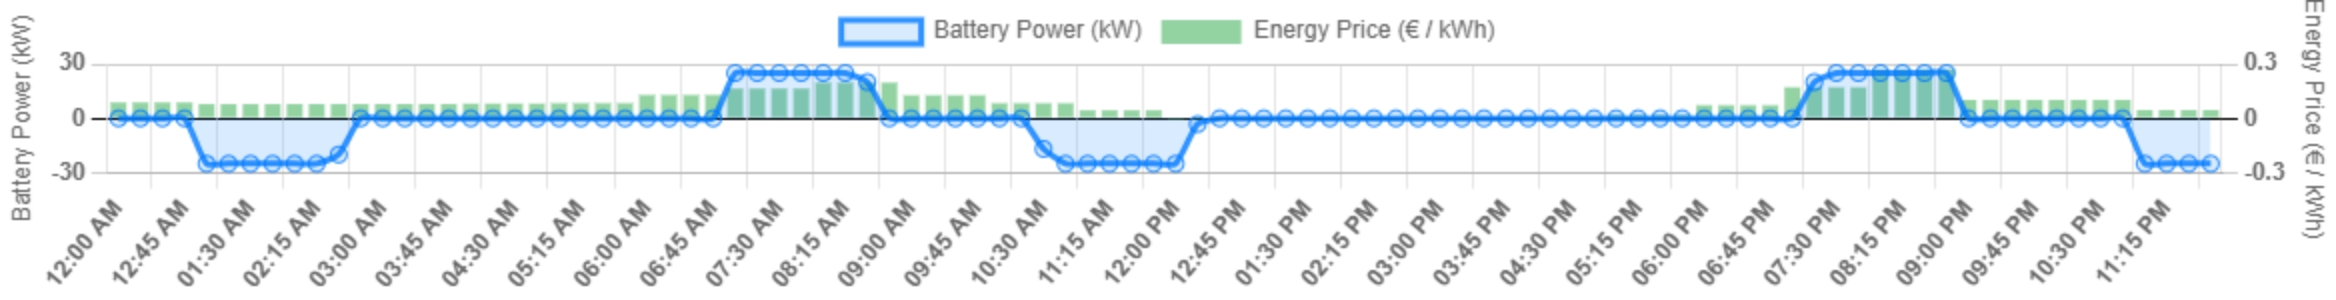 Battery Power (kW)
Energy Price (€ / kWh)
Battery Power (kW)
30
0
-30
0.3
0
-0.3
Energy Price (€ / kWh)
12:00 AM
12:45 AM
01:30 AM
02:15 AM
03:00 AM
03:45 AM
04:30 AM
05:15 AM
06:00 AM
06:45 AM
07:30 AM
08:15 AM
09:00 AM
09:45 AM
10:30 AM
11:15 AM
12:00 PM
12:45 PM
01:30 PM
02:15 PM
03:00 PM
03:45 PM
04:30 PM
05:15 PM
06:00 PM
06:45 PM
07:30 PM
08:15 PM
09:00 PM
09:45 PM
10:30 PM
11:15 PM